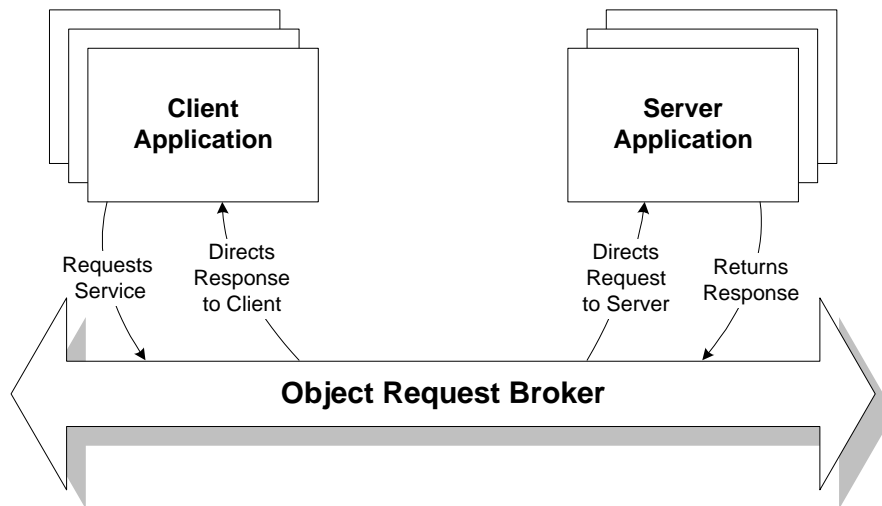 Client
Application
Server
Application
Requests
Service
Directs
Response
to Client
Directs
Request
to Server
Returns
Response
Object Request Broker